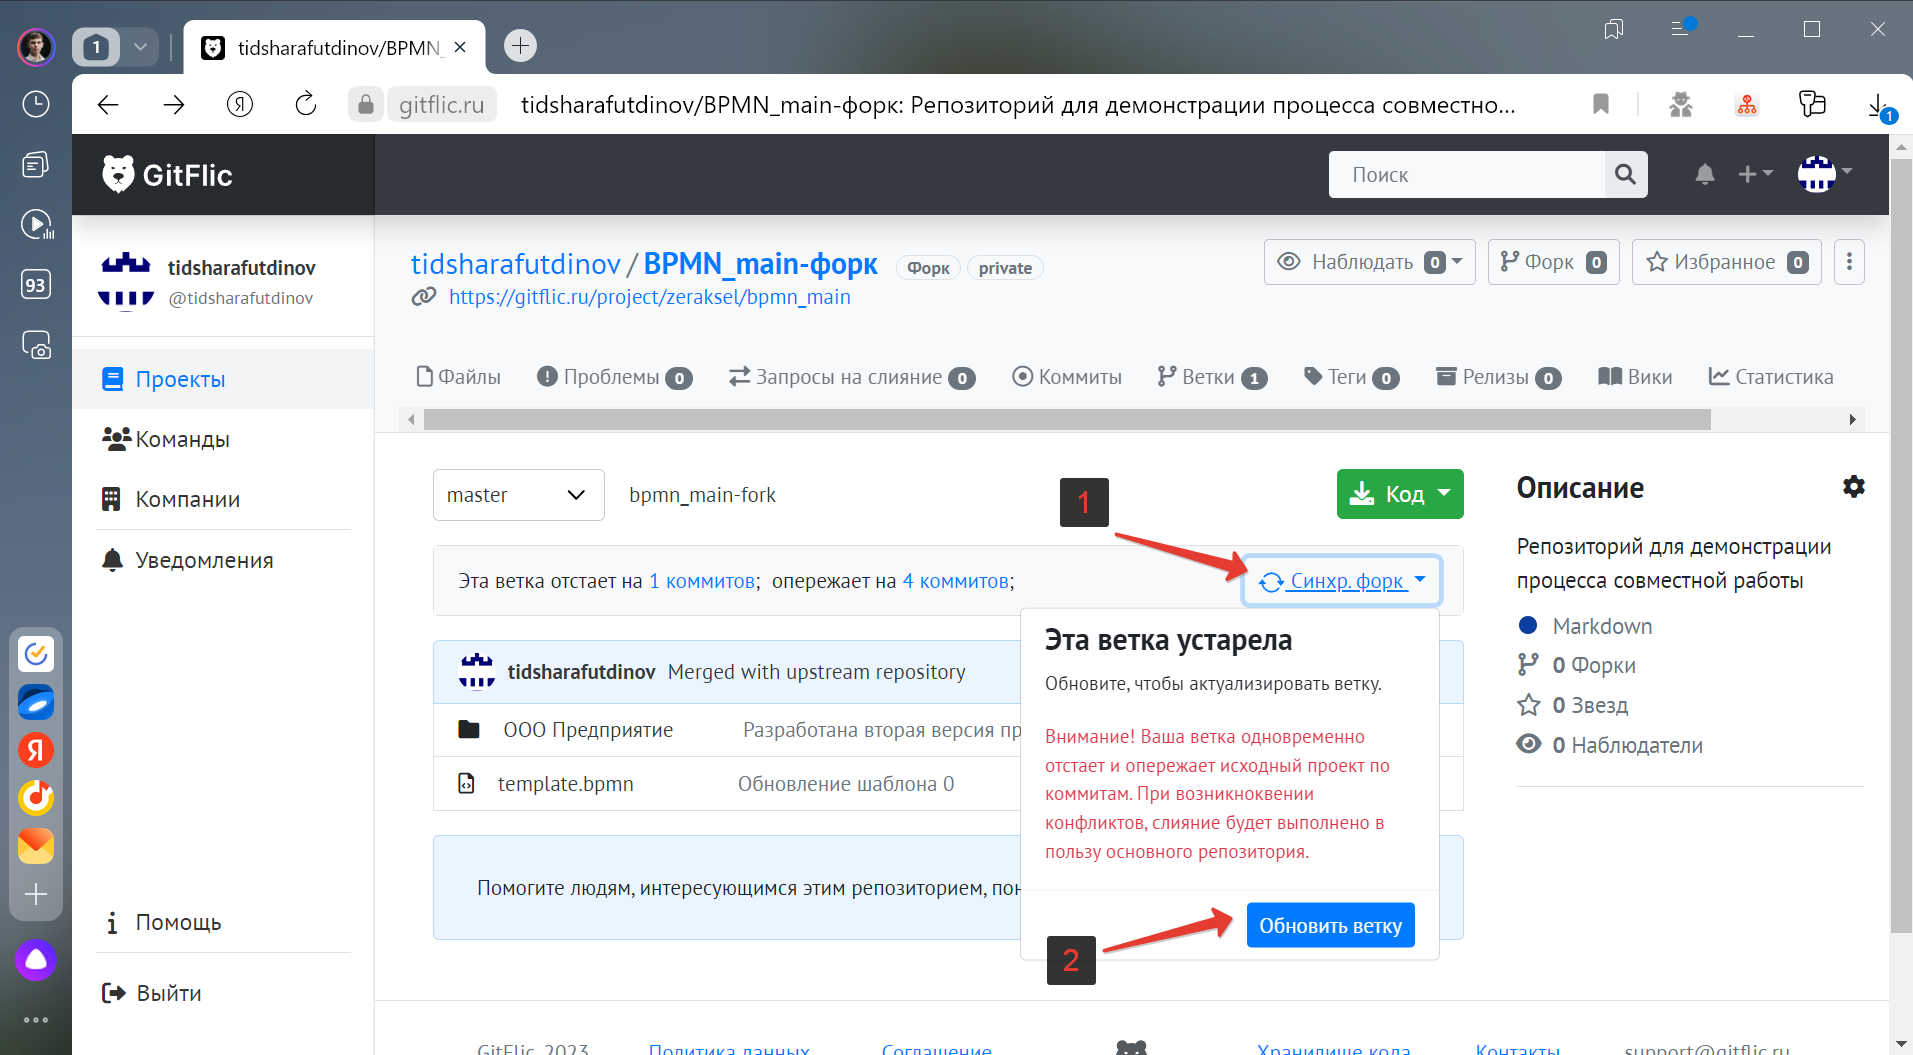 1
tidsharafutdinov/BPMN_
gitflic.ru
tidsharafutdinov/BPMN_main-форк: Репозиторий для демонстрации процесса совместно...
1
93
GitFlic
Поиск
tidsharafutdinov
@tidsharafutdinov
Проекты
Команды
Компании
Уведомления
Помощь
Выйти
tidsharafutdinov / BPMN_main-форк Форк private
https://gitflic.ru/project/zeraksel/bpmn_main
Наблюдать 0
Форк 0
Избранное 0
Файлы Проблемы 0 Запросы на слияние 0 Коммиты Ветки 1 Теги 0 Релизы 0 Вики Статистика
master bpmn_main-fork
1
Код
Эта ветка отстает на 1 коммитов; опережает на 4 коммитов;
Синхр. форк
tidsharafutdinov Merged with upstream repository
ООО Предприятие Разработана вторая версия пр
template.bpmn Обновление шаблона 0
Помогите людям, интересующимся этим репозиторием, пон
Эта ветка устарела
Обновите, чтобы актуализировать ветку.
Внимание! Ваша ветка одновременно
отстает и опережает исходный проект по
коммитам. При возникноквении
конфликтов, слияние будет выполнено в
пользу основного репозитория.
2
Обновить ветку
Описание
Репозиторий для демонстрации
процесса совместной работы
Markdown
0 Форки
0 Звезд
0 Наблюдатели
GitFlic, 2023 Политика данных Соглашение Хранилище кода Контакты support@gitflic.ru